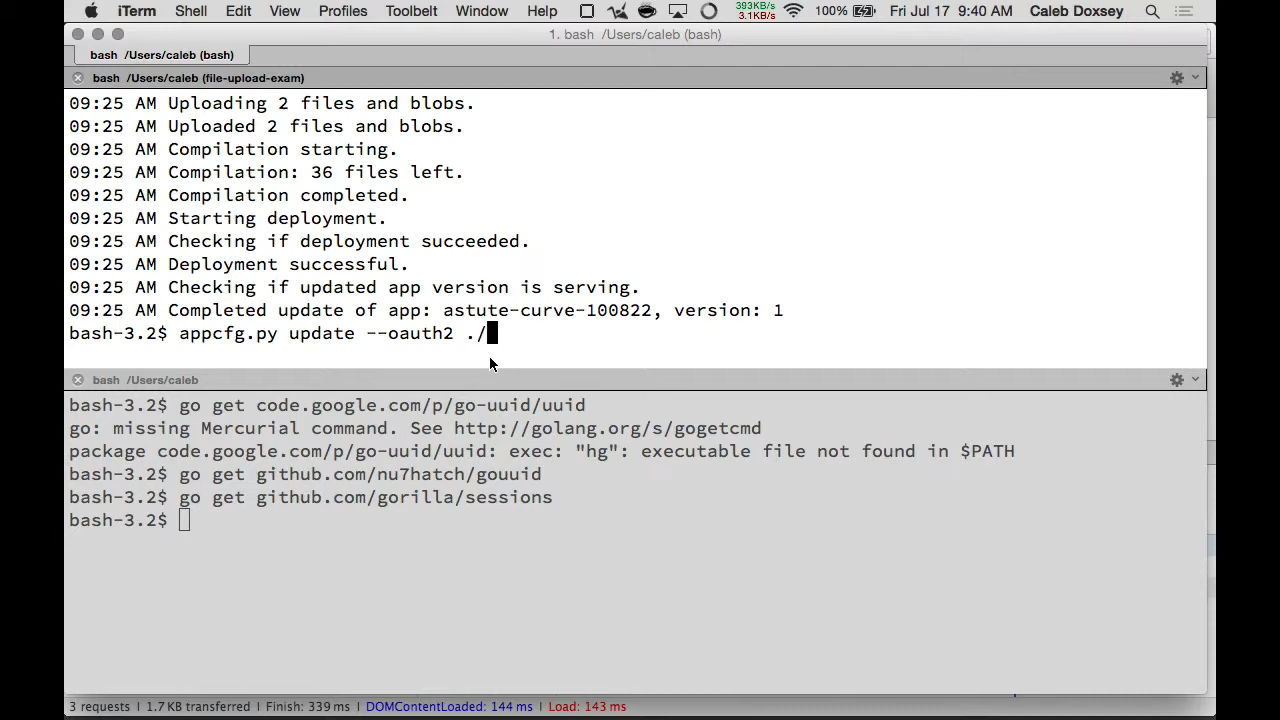 iTerm Shell Edit View Profiles Toolbelt Window Help 393KB/s 3.1KB/s 100% Fri Jul 17 9:40 AM Caleb Doxsey
1. bash /Users/caleb (bash)
bash /Users/caleb (bash)
bash /Users/caleb (file-upload-exam)
09:25 AM Uploading 2 files and blobs.
09:25 AM Uploaded 2 files and blobs.
09:25 AM Compilation starting.
09:25 AM Compilation: 36 files left.
09:25 AM Compilation completed.
09:25 AM Starting deployment.
09:25 AM Checking if deployment succeeded.
09:25 AM Deployment successful.
09:25 AM Checking if updated app version is serving.
09:25 AM Completed update of app: astute-curve-100822, version: 1
bash-3.2$ appcfg.py update --oauth2 ./
bash /Users/caleb
bash-3.2$ go get code.google.com/p/go-uuid/uuid
go: missing Mercurial command. See http://golang.org/s/gogetcmd
package code.google.com/p/go-uuid/uuid: exec: "hg": executable file not found in $PATH
bash-3.2$ go get github.com/nu7hatch/gouuid
bash-3.2$ go get github.com/gorilla/sessions
bash-3.2$
3 requests | 1.7 KB transferred | Finish: 339 ms | DOMContentLoaded: 144 ms | Load: 143 ms